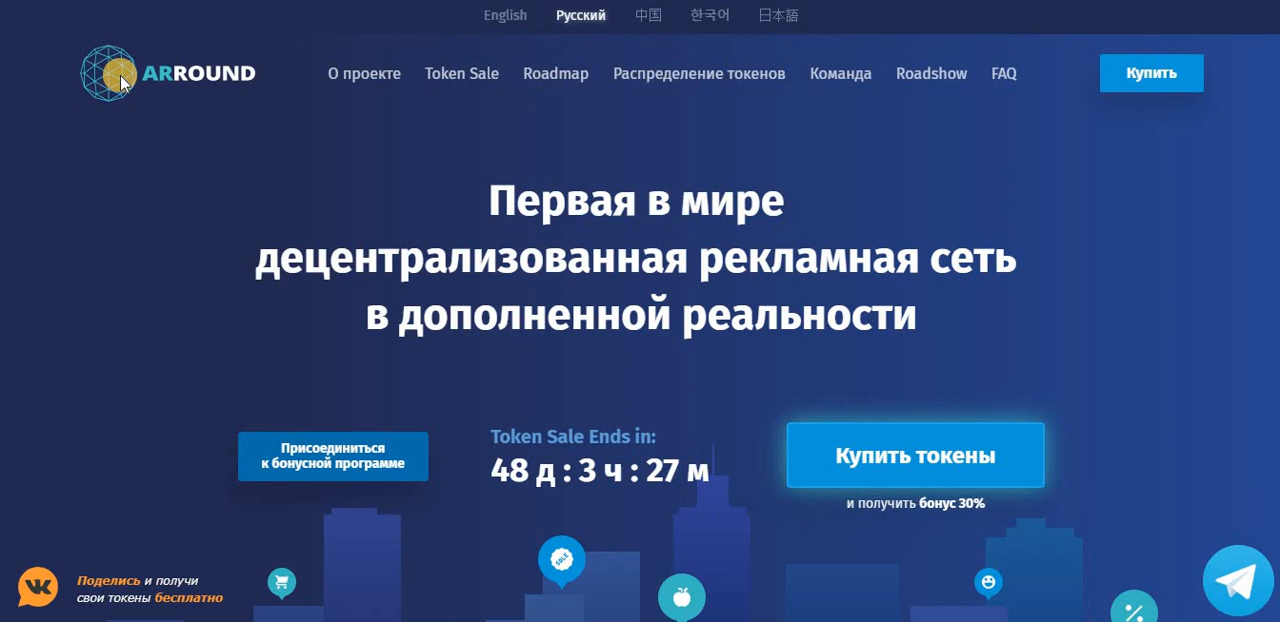 English Русский 中国 한국어 日本語
ARROUND
О проекте Token Sale Roadmap Распределение токенов Команда Roadshow FAQ
Купить
Первая в мире
децентрализованная рекламная сеть
в дополненной реальности
Присоединиться
к бонусной программе
Token Sale Ends in:
48 д : 3 ч : 27 м
Купить токены
и получить бонус 30%
SALE
Поделись и получи
свои токены бесплатно